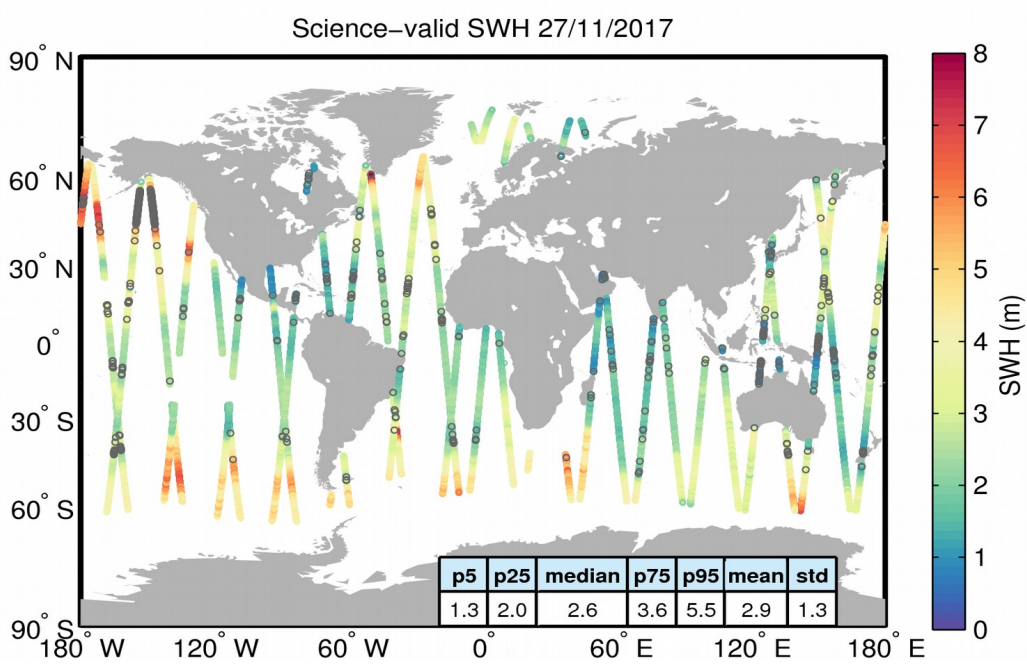 Science−valid SWH 27/11/2017
90° N
60° N
30° N
0°
30° S
60° S
90° S
180° W
120° W
60° W
0°
60° E
120° E
180° E
p5 p25 median p75 p95 mean std
1.3 2.0 2.6 3.6 5.5 2.9 1.3
8
7
6
5
4
3
2
1
0
SWH (m)